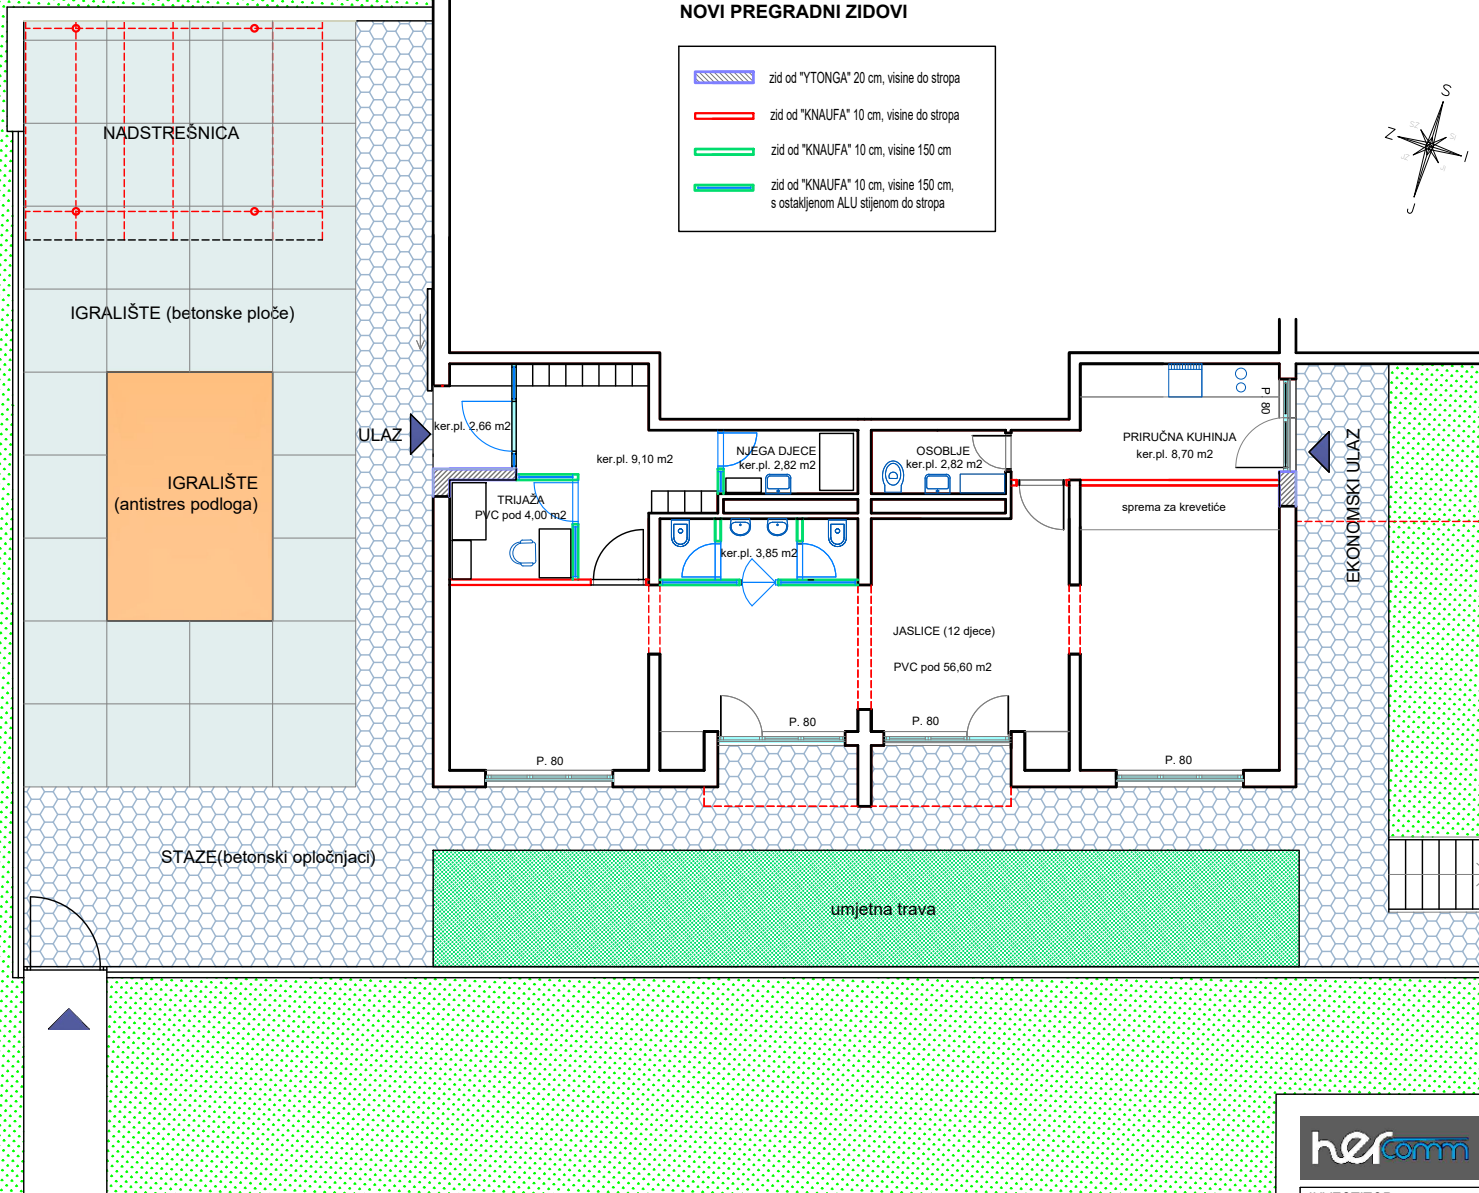 NOVI PREGRADNI ZIDOVI
zid od "YTONGA" 20 cm, visine do stropa
zid od "KNAUFA" 10 cm, visine do stropa
zid od "KNAUFA" 10 cm, visine 150 cm
zid od "KNAUFA" 10 cm, visine 150 cm,
s ostakljenom ALU stijenom do stropa
S
Z
I
J
NADSTREŠNICA
IGRALIŠTE (betonske ploče)
IGRALIŠTE
(antistres podloga)
ULAZ
ker.pl. 2,66 m2
ker.pl. 9,10 m2
NJEGA DJECE
ker.pl. 2,82 m2
OSOBLJE
ker.pl. 2,82 m2
PRIRUČNA KUHINJA
ker.pl. 8,70 m2
P. 80
EKONOMSKI ULAZ
TRIJAŽA
PVC pod 4,00 m2
sprema za krevetiće
ker.pl. 3,85 m2
JASLICE (12 djece)
PVC pod 56,60 m2
P. 80
P. 80
P. 80
P. 80
STAZE(betonski opločnjaci)
umjetna trava
hercomm